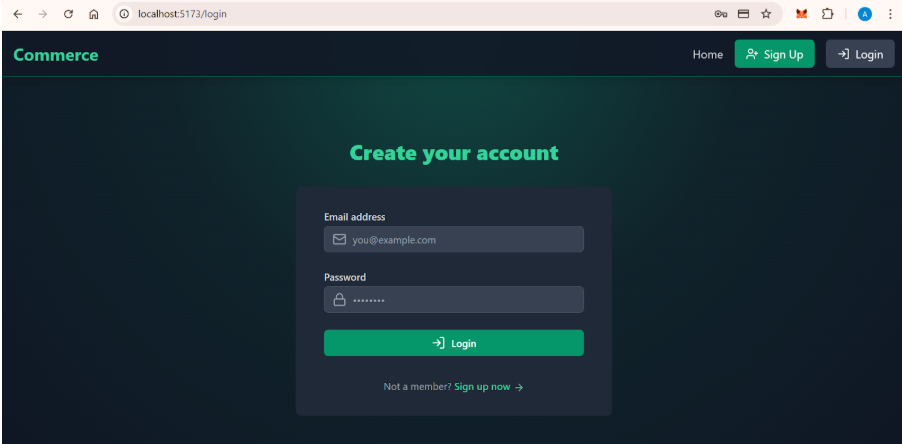 localhost:5173/login
A
Commerce
Home
Sign Up
Login
Create your account
Email address
you@example.com
Password
••••••••
Login
Not a member? Sign up now →